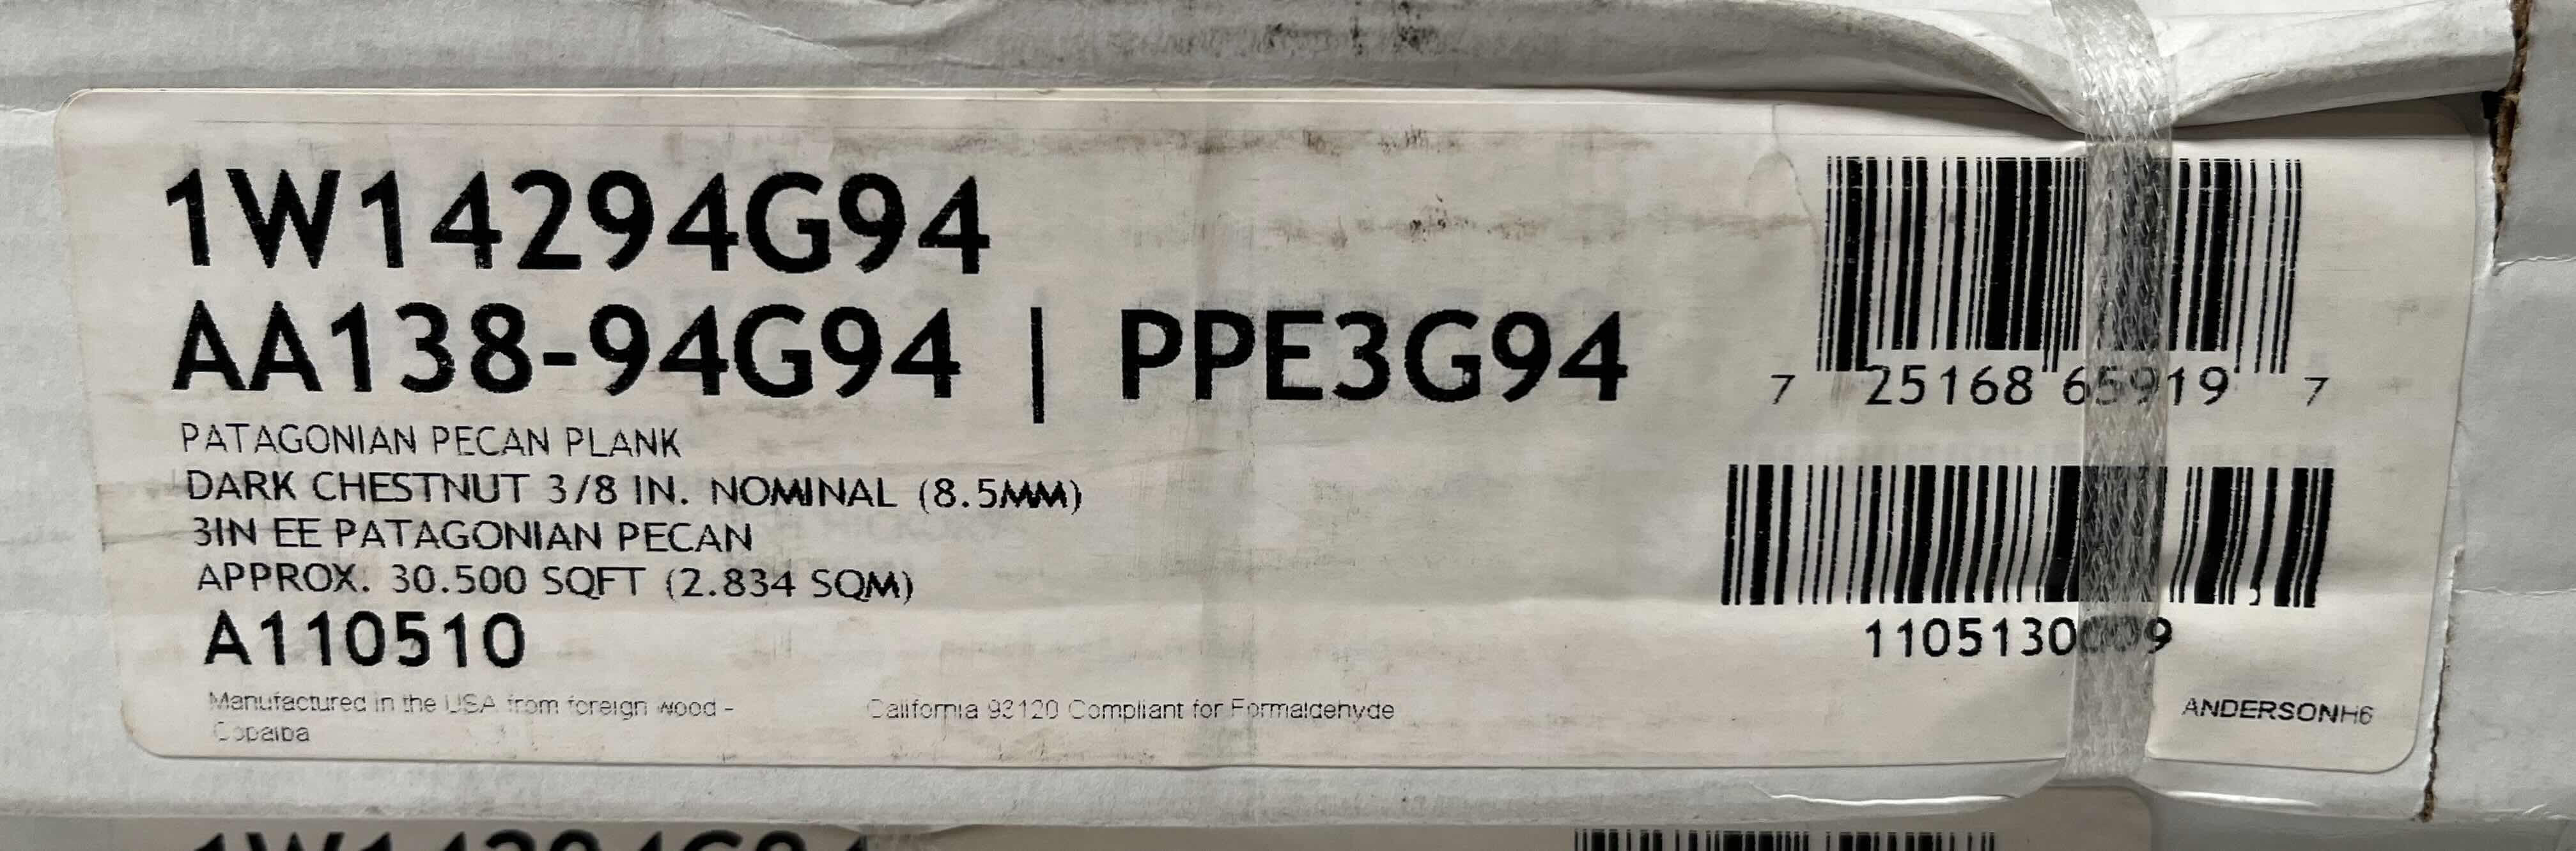 1W14294G94
AA138-94G94 | PPE3G94
PATAGONIAN PECAN PLANK
DARK CHESTNUT 3/8 IN. NOMINAL (8.5MM)
3IN EE PATAGONIAN PECAN
APPROX. 30.500 SQFT (2.834 SQM)
A110510
Manufactured in the USA from foreign wood -
Copaiba
California 93120 Compliant for Formaldehyde
7 25168 65919 7
ANDERSONH6
1W14294G94